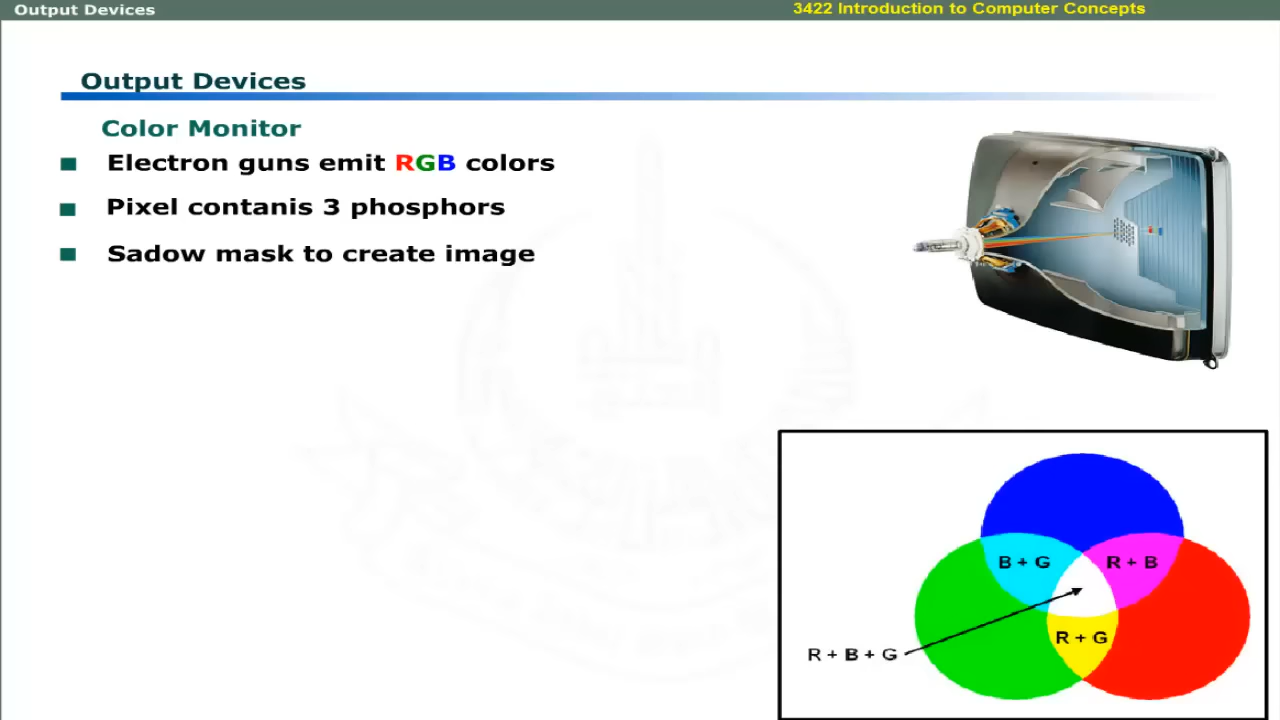 Output Devices
3422 Introduction to Computer Concepts
Output Devices
Color Monitor
Electron guns emit RGB colors
Pixel contanis 3 phosphors
Sadow mask to create image
B + G
R + B
R + G
R + B + G